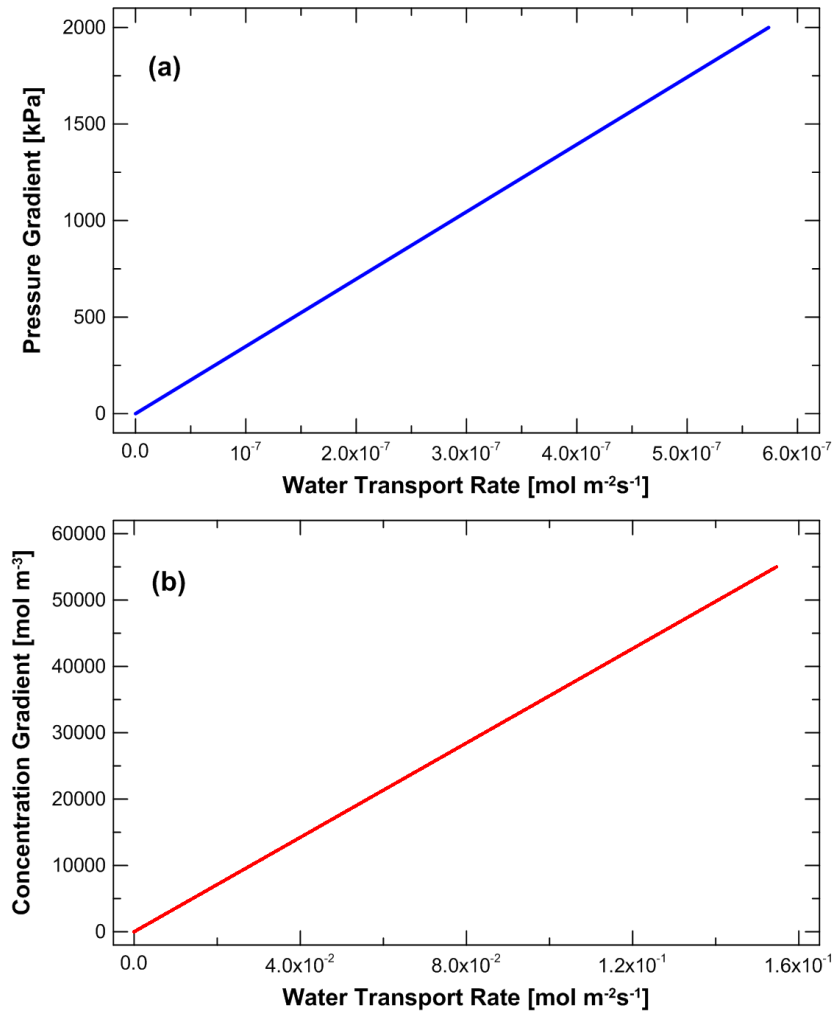 (a)
Pressure Gradient [kPa]
2000
1500
1000
500
0
0.0 10⁻⁷ 2.0x10⁻⁷ 3.0x10⁻⁷ 4.0x10⁻⁷ 5.0x10⁻⁷ 6.0x10⁻⁷
Water Transport Rate [mol m⁻²s⁻¹]
(b)
Concentration Gradient [mol m⁻³]
60000
50000
40000
30000
20000
10000
0
0.0 4.0x10⁻² 8.0x10⁻² 1.2x10⁻¹ 1.6x10⁻¹
Water Transport Rate [mol m⁻²s⁻¹]